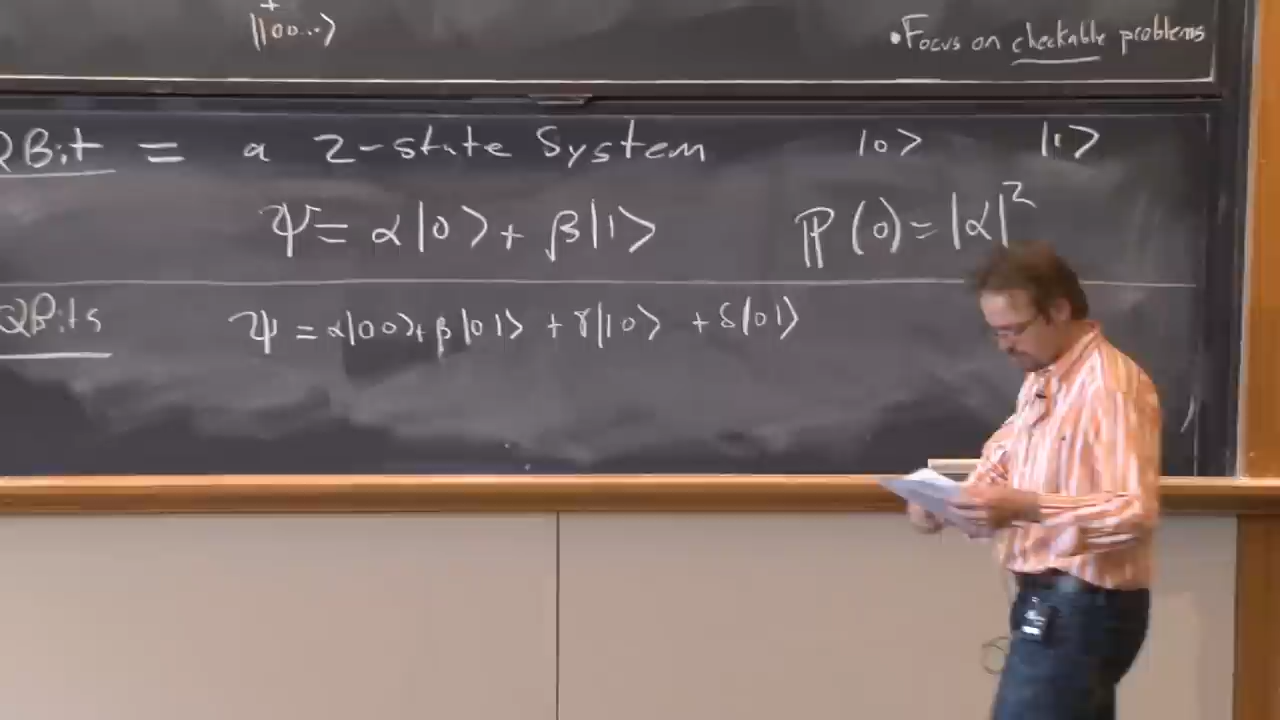 |100...⟩
•Focus on checkable problems
QBit = a 2-state System |0⟩ |1⟩
Ψ = α|0⟩ + β|1⟩ ℙ(0) = |α|²
QBits Ψ = α|00⟩ + β|01⟩ + γ|10⟩ + δ|01⟩